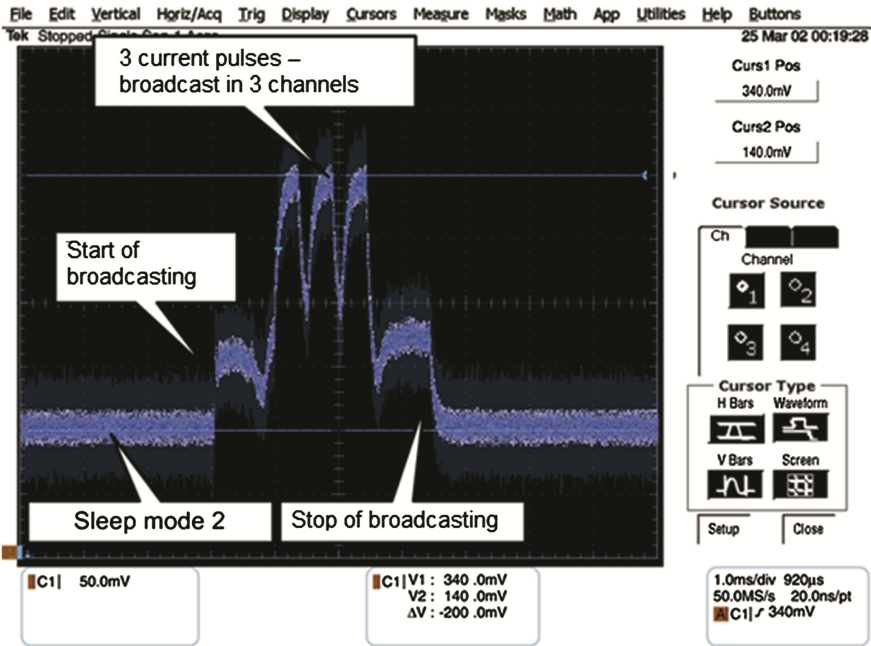 File Edit Vertical Horiz/Acq Trig Display Cursors Measure Masks Math App Utilities Help Buttons
Tek Stopped
25 Mar 02 00:19:28
3 current pulses –
broadcast in 3 channels
Start of
broadcasting
Sleep mode 2
Stop of broadcasting
Curs1 Pos
340.0mV
Curs2 Pos
140.0mV
Cursor Source
Ch
Channel
1 2
3 4
Cursor Type
H Bars Waveform
V Bars Screen
Setup Close
C1 50.0mV
C1 V1 : 340 .0mV
V2 : 140 .0mV
ΔV : -200 .0mV
1.0ms/div 920µs
50.0MS/s 20.0ns/pt
A C1 340mV